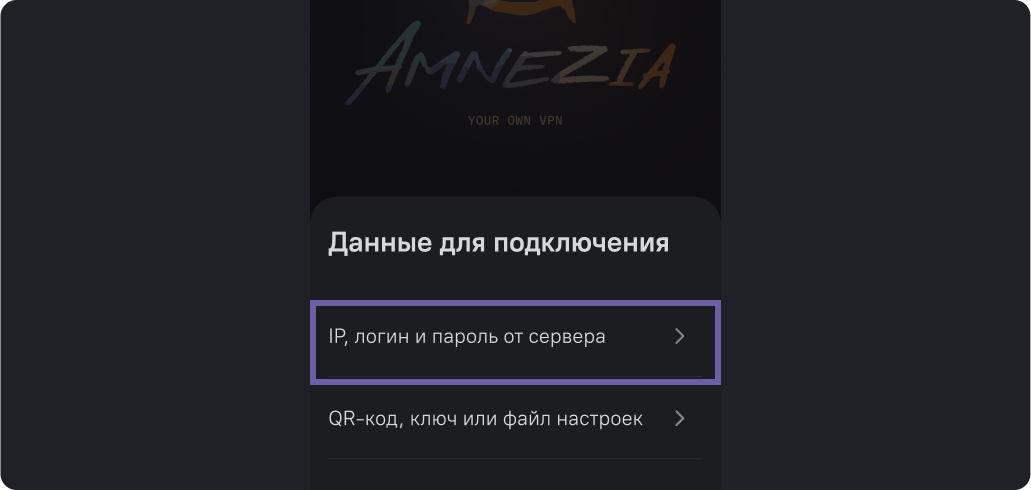 AMNEZIA
YOUR OWN VPN
Данные для подключения
IP, логин и пароль от сервера
QR-код, ключ или файл настроек